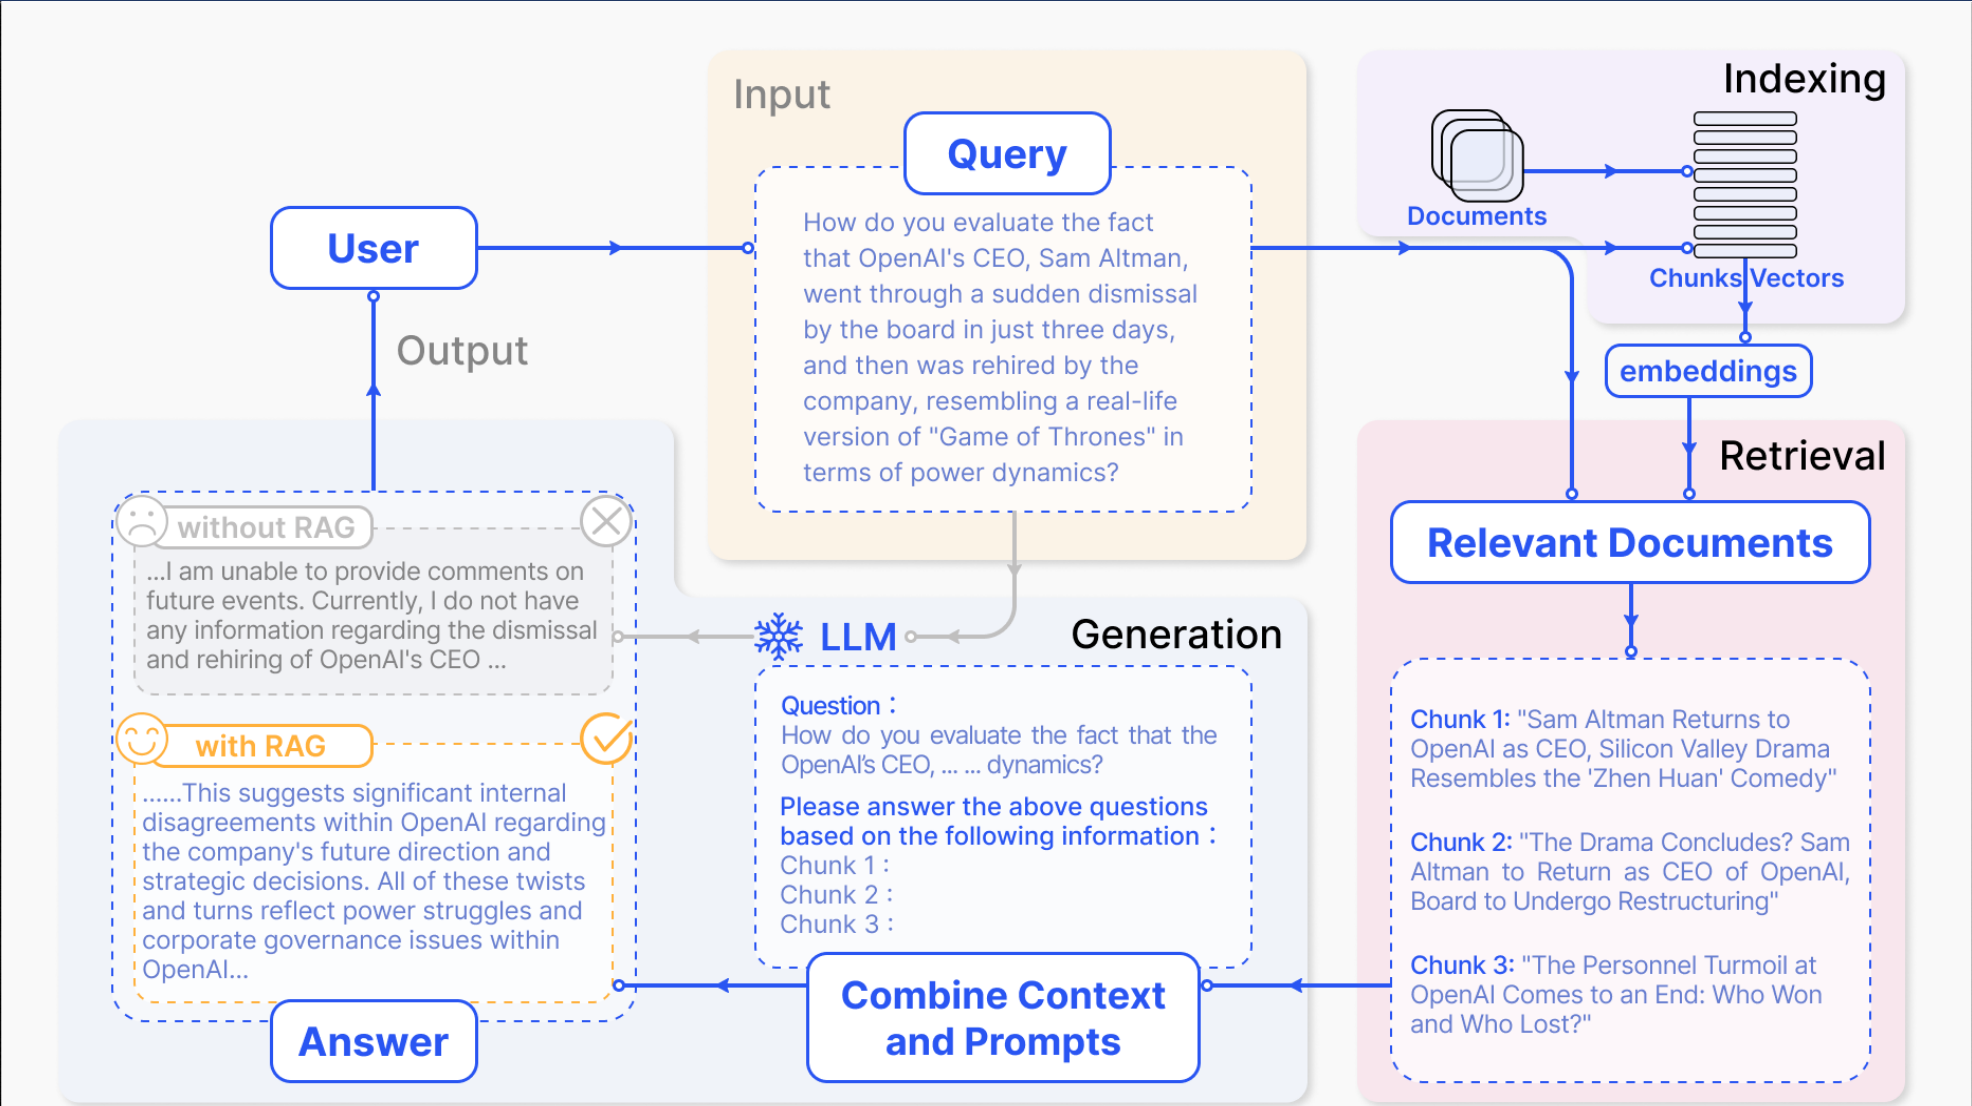 Input
Query
How do you evaluate the fact
that OpenAI's CEO, Sam Altman,
went through a sudden dismissal
by the board in just three days,
and then was rehired by the
company, resembling a real-life
version of "Game of Thrones" in
terms of power dynamics?
Indexing
Documents
Chunks Vectors
embeddings
User
Output
Retrieval
Relevant Documents
Chunk 1: "Sam Altman Returns to
OpenAI as CEO, Silicon Valley Drama
Resembles the 'Zhen Huan' Comedy"
Chunk 2: "The Drama Concludes? Sam
Altman to Return as CEO of OpenAI,
Board to Undergo Restructuring"
Chunk 3: "The Personnel Turmoil at
OpenAI Comes to an End: Who Won
and Who Lost?"
LLM
Generation
Question :
How do you evaluate the fact that the
OpenAI's CEO, ... ... dynamics?
Please answer the above questions
based on the following information :
Chunk 1 :
Chunk 2 :
Chunk 3 :
Combine Context
and Prompts
without RAG
...I am unable to provide comments on
future events. Currently, I do not have
any information regarding the dismissal
and rehiring of OpenAI's CEO ...
with RAG
......This suggests significant internal
disagreements within OpenAI regarding
the company's future direction and
strategic decisions. All of these twists
and turns reflect power struggles and
corporate governance issues within
OpenAI...
Answer